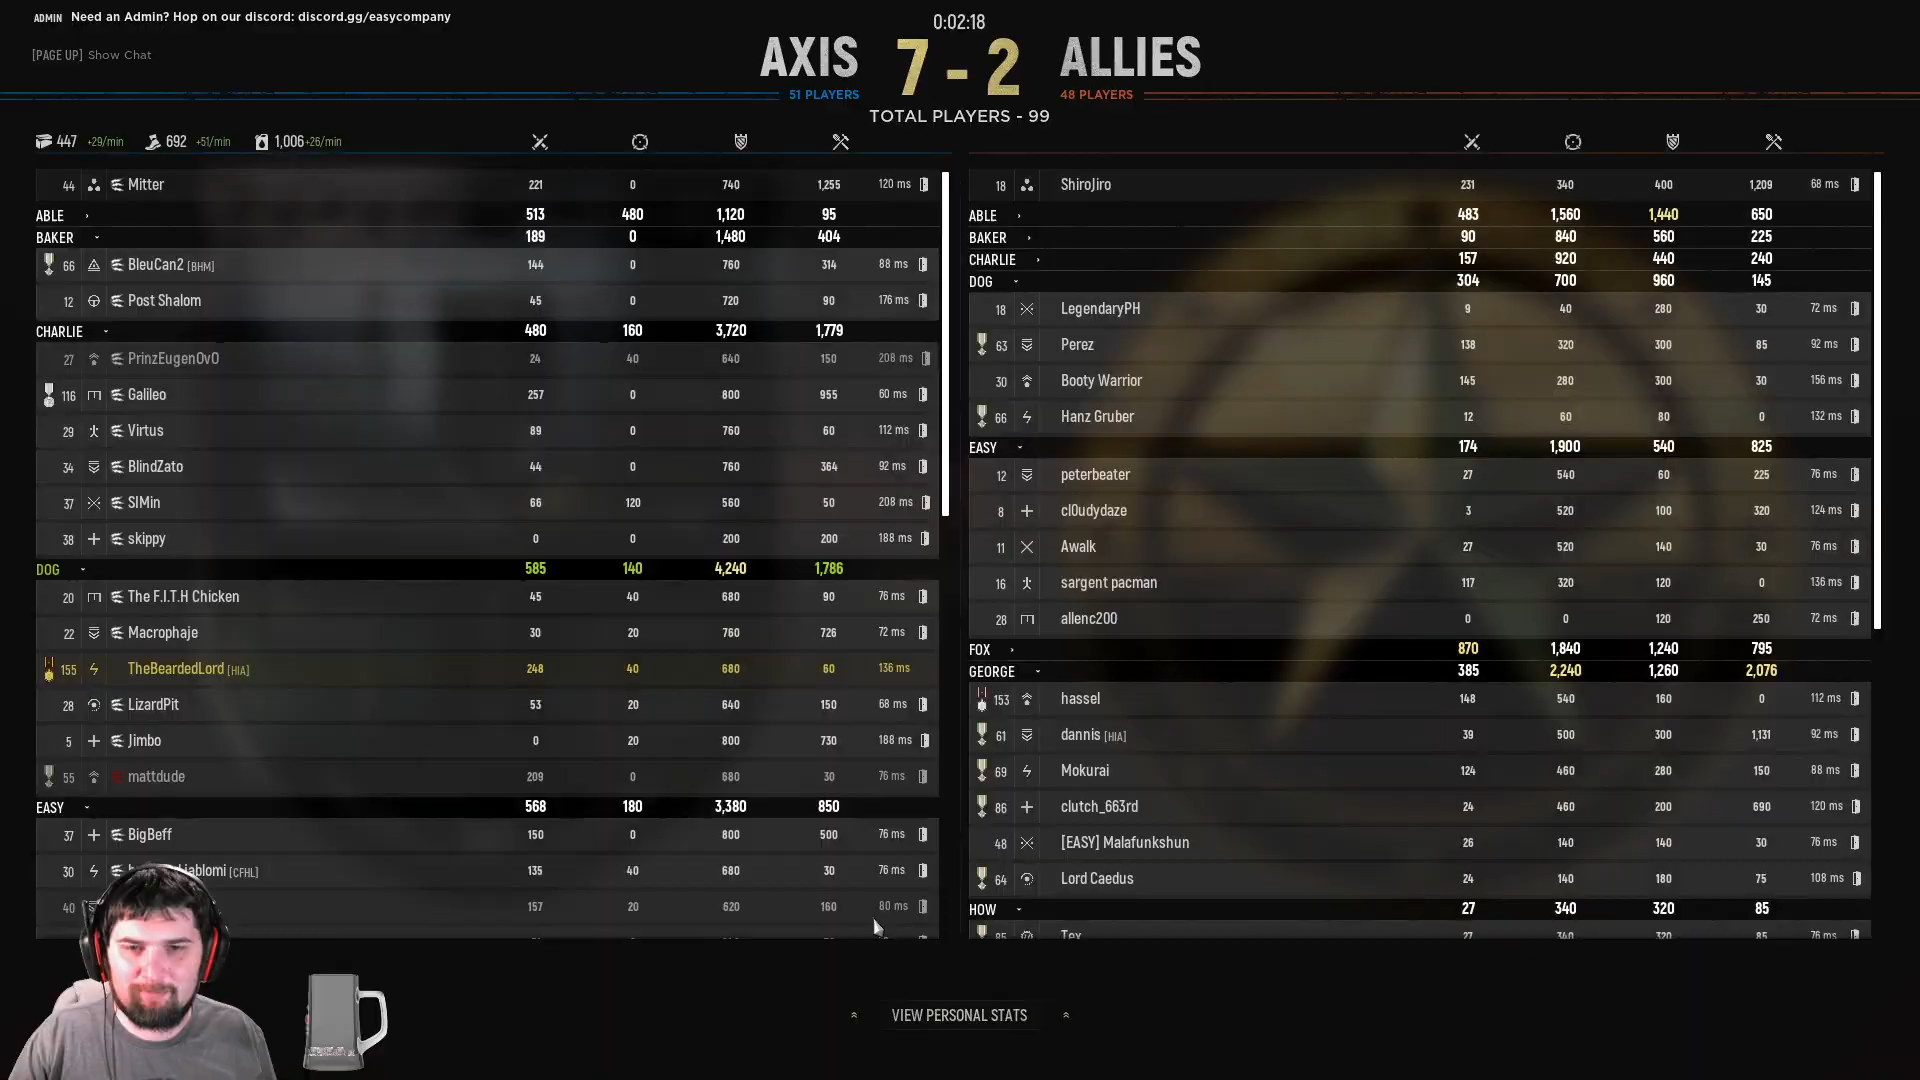 ADMIN Need an Admin? Hop on our discord: discord.gg/easycompany
[PAGE UP] Show Chat
0:02:18
AXIS 7 - 2 ALLIES
51 PLAYERS 48 PLAYERS
TOTAL PLAYERS - 99
447 +29/min 692 +51/min 1,006 +26/min
44 Mitter 221 0 740 1,255 120 ms
ABLE 513 480 1,120 95
BAKER 189 0 1,480 404
66 BleuCan2 [BHM] 144 0 760 314 88 ms
12 Post Shalom 45 0 720 90 176 ms
CHARLIE 480 160 3,720 1,779
27 PrinzEugenOvO 24 40 640 150 208 ms
116 Galileo 257 0 800 955 60 ms
29 Virtus 89 0 760 60 112 ms
34 BlindZato 44 0 760 364 92 ms
37 SlMin 66 120 560 50 208 ms
38 skippy 0 0 200 200 188 ms
DOG 585 140 4,240 1,786
20 The F.I.T.H Chicken 45 40 680 90 76 ms
22 Macrophaje 30 20 760 726 72 ms
155 TheBeardedLord [HIA] 248 40 680 60 136 ms
28 LizardPit 53 20 640 150 68 ms
5 Jimbo 0 20 800 730 188 ms
55 mattdude 209 0 680 30 76 ms
EASY 568 180 3,380 850
37 BigBeff 150 0 800 500 76 ms
30 [CFHL] 135 40 680 30 76 ms
40 157 20 620 160 80 ms
18 ShiroJiro 231 340 400 1,209 68 ms
ABLE 483 1,560 1,440 650
BAKER 90 840 560 225
CHARLIE 157 920 440 240
DOG 304 700 960 145
18 LegendaryPH 9 40 280 30 72 ms
63 Perez 138 320 300 85 92 ms
30 Booty Warrior 145 280 300 30 156 ms
66 Hanz Gruber 12 60 80 0 132 ms
EASY 174 1,900 540 825
12 peterbeater 27 540 60 225 76 ms
8 cl0udydaze 3 520 100 320 124 ms
11 Awalk 27 520 140 30 76 ms
16 sargent pacman 117 320 120 0 136 ms
28 allenc200 0 0 120 250 72 ms
FOX 870 1,840 1,240 795
GEORGE 385 2,240 1,260 2,076
153 hassel 148 540 160 0 112 ms
61 dannis [HIA] 39 500 300 1,131 92 ms
69 Mokurai 124 460 280 150 88 ms
86 clutch_663rd 24 460 200 690 120 ms
48 [EASY] Malafunkshun 26 140 140 30 76 ms
64 Lord Caedus 24 140 180 75 108 ms
HOW 27 340 320 85
85 Tex 27 340 320 85 76 ms
VIEW PERSONAL STATS